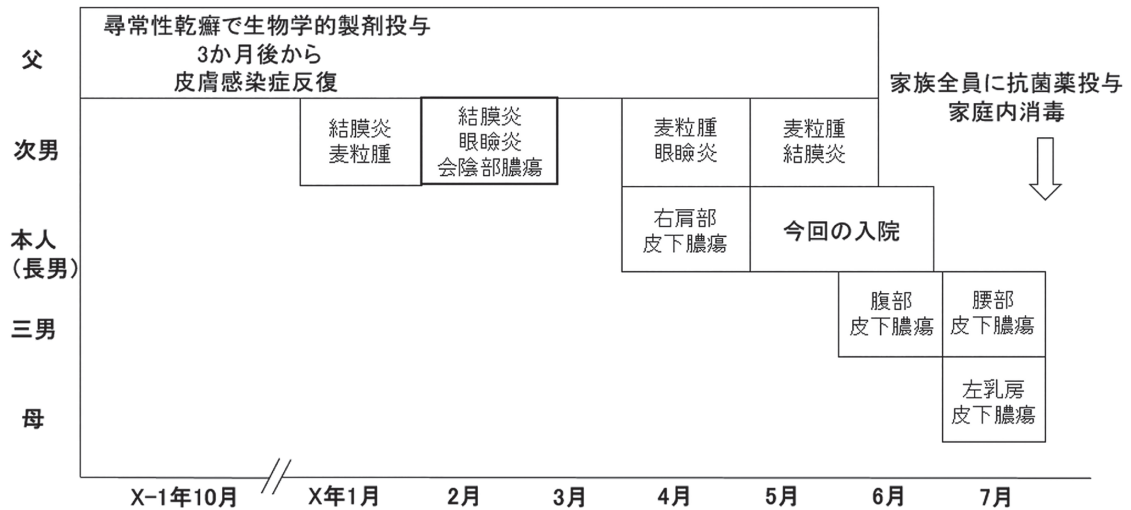 父
尋常性乾癬で生物学的製剤投与
3か月後から
皮膚感染症反復
家族全員に抗菌薬投与
家庭内消毒
次男
結膜炎
麦粒腫
結膜炎
眼瞼炎
会陰部膿瘍
麦粒腫
眼瞼炎
麦粒腫
結膜炎
本人
（長男）
右肩部
皮下膿瘍
今回の入院
三男
腹部
皮下膿瘍
腰部
皮下膿瘍
母
左乳房
皮下膿瘍
X-1年10月
X年1月
2月
3月
4月
5月
6月
7月